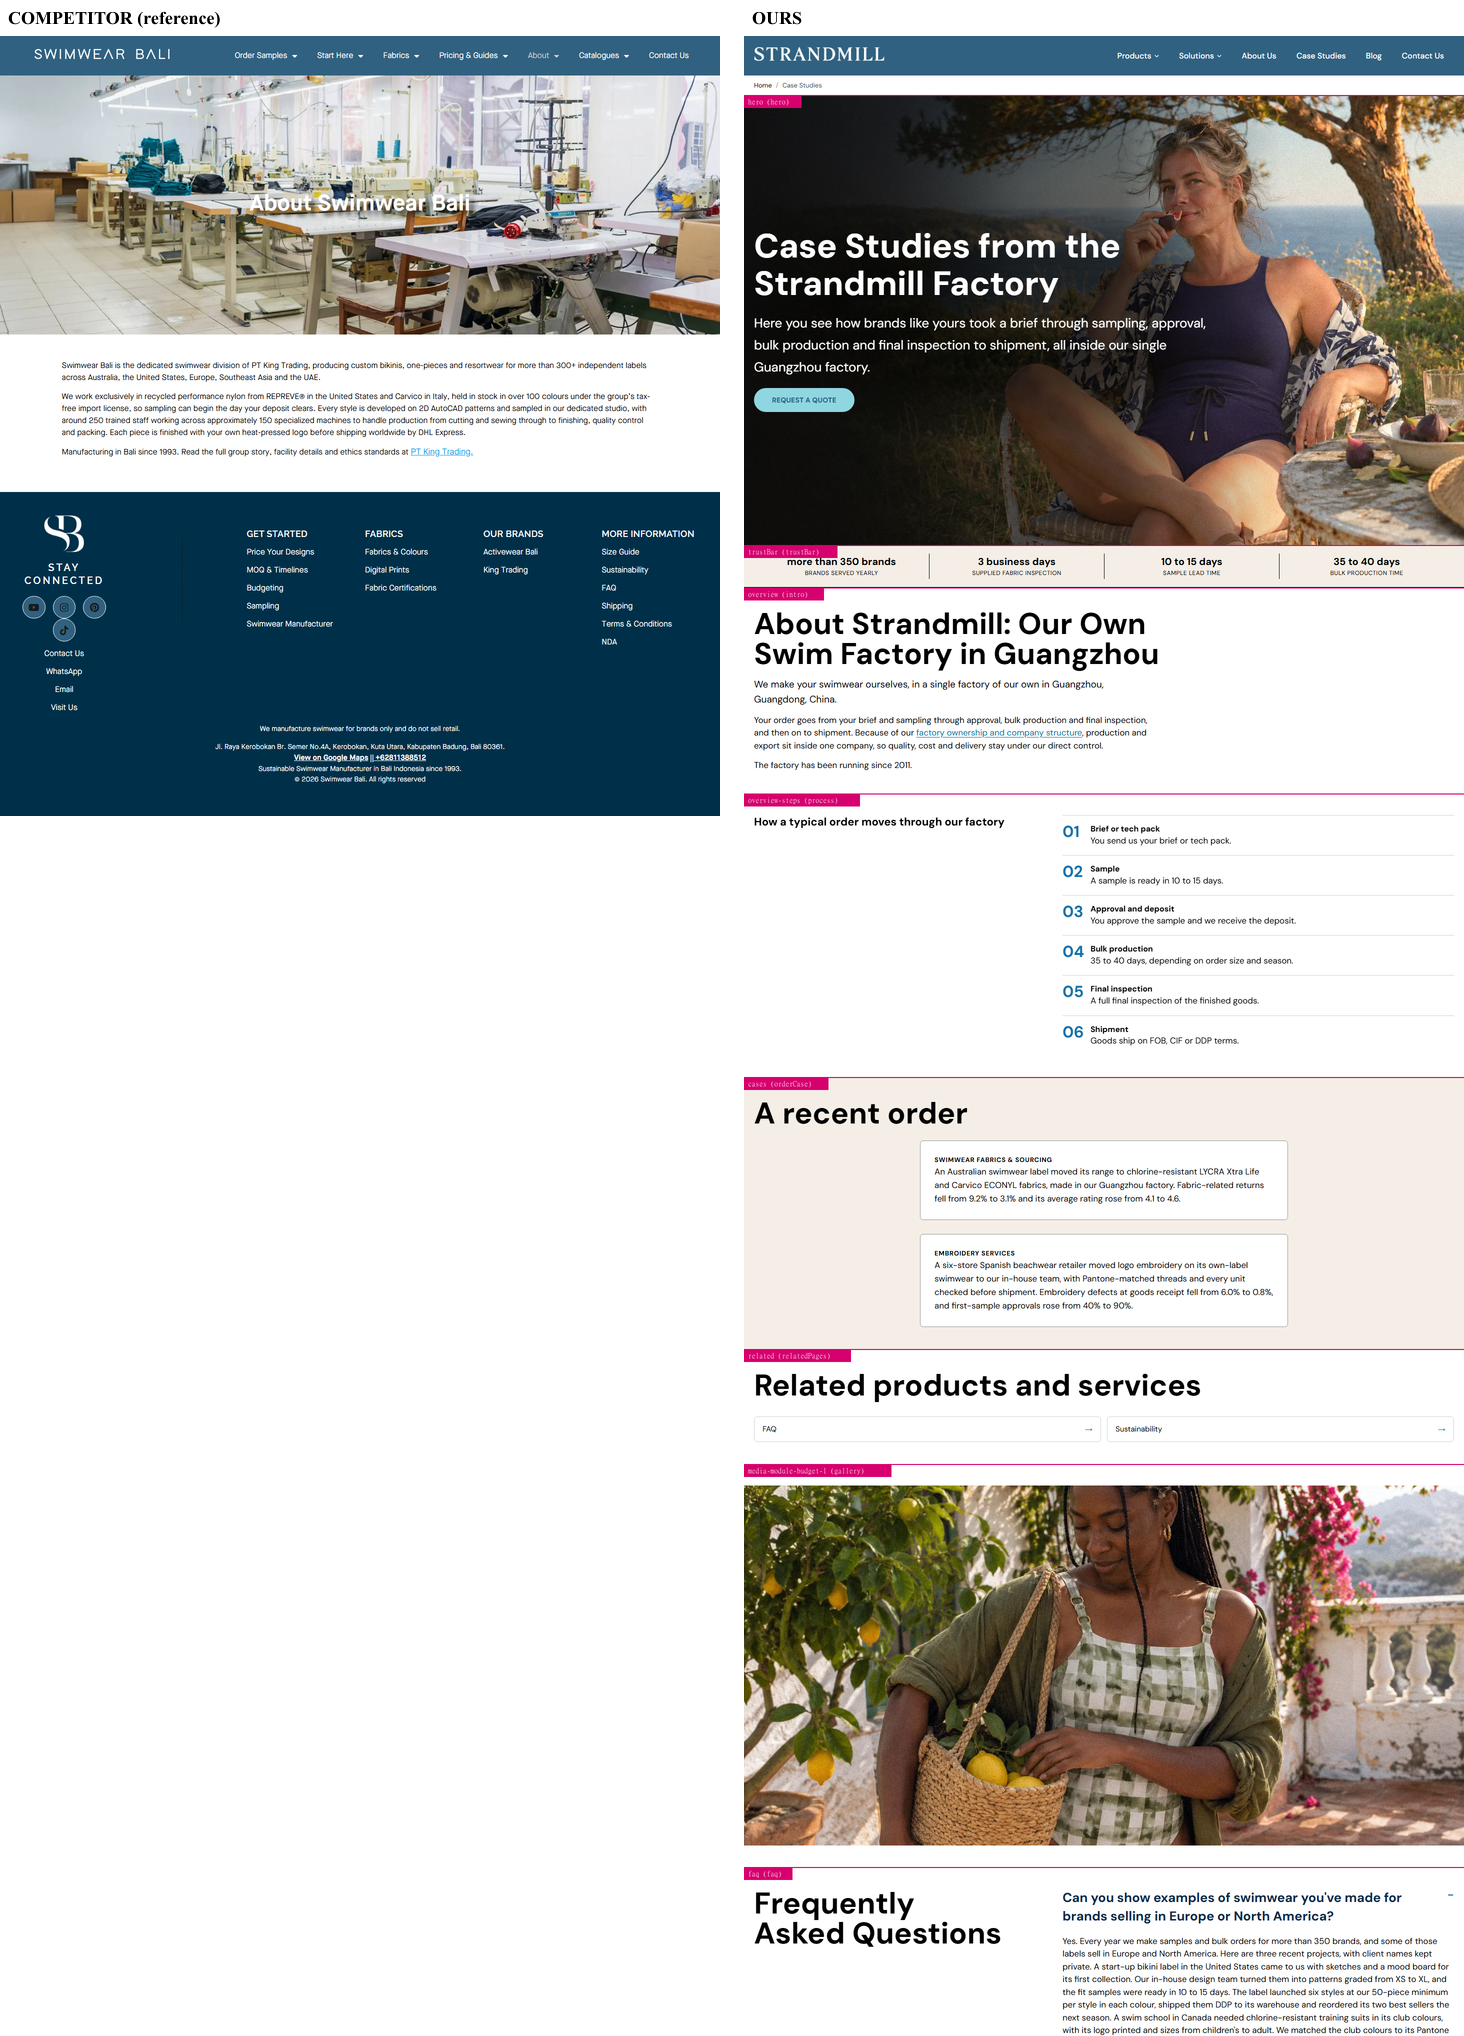 COMPETITOR (reference)
SWIMWEAR BALI
Order Samples
Start Here
Fabrics
Pricing & Guides
About
Catalogues
Contact Us
About Swimwear Bali
Swimwear Bali is the dedicated swimwear division of PT King Trading, producing custom bikinis, one-pieces and resortwear for more than 300+ independent labels
across Australia, the United States, Europe, Southeast Asia and the UAE.
We work exclusively in recycled performance nylon from REPREVE® in the United States and Carvico in Italy, held in stock in over 100 colours under the group's tax-
free import license, so sampling can begin the day your deposit clears. Every style is developed on 2D AutoCAD patterns and sampled in our dedicated studio, with
around 250 trained staff working across approximately 150 specialized machines to handle production from cutting and sewing through to finishing, quality control
and packing. Each piece is finished with your own heat-pressed logo before shipping worldwide by DHL Express.
Manufacturing in Bali since 1993. Read the full group story, facility details and ethics standards at PT King Trading.
STAY
CONNECTED
Contact Us
WhatsApp
Email
Visit Us
GET STARTED
Price Your Designs
MOQ & Timelines
Budgeting
Sampling
Swimwear Manufacturer
FABRICS
Fabrics & Colours
Digital Prints
Fabric Certifications
OUR BRANDS
Activewear Bali
King Trading
MORE INFORMATION
Size Guide
Sustainability
FAQ
Shipping
Terms & Conditions
NDA
We manufacture swimwear for brands only and do not sell retail.
Jl. Raya Kerobokan Br. Semer No.4A, Kerobokan, Kuta Utara, Kabupaten Badung, Bali 80361.
View on Google Maps || +62811388512
Sustainable Swimwear Manufacturer in Bali Indonesia since 1993.
© 2026 Swimwear Bali. All rights reserved
OURS
STRANDMILL
Products
Solutions
About Us
Case Studies
Blog
Contact Us
Home / Case Studies
hero (hero)
Case Studies from the
Strandmill Factory
Here you see how brands like yours took a brief through sampling, approval,
bulk production and final inspection to shipment, all inside our single
Guangzhou factory.
REQUEST A QUOTE
trustBar (trustBar)
more than 350 brands
BRANDS SERVED YEARLY
3 business days
SUPPLIED FABRIC INSPECTION
10 to 15 days
SAMPLE LEAD TIME
35 to 40 days
BULK PRODUCTION TIME
overview (intro)
About Strandmill: Our Own
Swim Factory in Guangzhou
We make your swimwear ourselves, in a single factory of our own in Guangzhou,
Guangdong, China.
Your order goes from your brief and sampling through approval, bulk production and final inspection,
and then on to shipment. Because of our factory ownership and company structure, production and
export sit inside one company, so quality, cost and delivery stay under our direct control.
The factory has been running since 2011.
overview-steps (process)
How a typical order moves through our factory
01 Brief or tech pack
You send us your brief or tech pack.
02 Sample
A sample is ready in 10 to 15 days.
03 Approval and deposit
You approve the sample and we receive the deposit.
04 Bulk production
35 to 40 days, depending on order size and season.
05 Final inspection
A full final inspection of the finished goods.
06 Shipment
Goods ship on FOB, CIF or DDP terms.
cases (orderCase)
A recent order
SWIMWEAR FABRICS & SOURCING
An Australian swimwear label moved its range to chlorine-resistant LYCRA Xtra Life
and Carvico ECONYL fabrics, made in our Guangzhou factory. Fabric-related returns
fell from 9.2% to 3.1% and its average rating rose from 4.1 to 4.6.
EMBROIDERY SERVICES
A six-store Spanish beachwear retailer moved logo embroidery on its own-label
swimwear to our in-house team, with Pantone-matched threads and every unit
checked before shipment. Embroidery defects at goods receipt fell from 6.0% to 0.8%,
and first-sample approvals rose from 40% to 90%.
related (relatedPages)
Related products and services
FAQ →
Sustainability →
media-module-budget-1 (gallery)
faq (faq)
Frequently
Asked Questions
Can you show examples of swimwear you've made for
brands selling in Europe or North America?
Yes. Every year we make samples and bulk orders for more than 350 brands, and some of those
labels sell in Europe and North America. Here are three recent projects, with client names kept
private. A start-up bikini label in the United States came to us with sketches and a mood board for
its first collection. Our in-house design team turned them into patterns graded from XS to XL, and
the fit samples were ready in 10 to 15 days. The label launched six styles at our 50-piece minimum
per style in each colour, shipped them DDP to its warehouse and reordered its two best sellers the
next season. A swim school in Canada needed chlorine-resistant training suits in its club colours,
with its logo printed and sizes from children's to adult. We matched the club colours to its Pantone